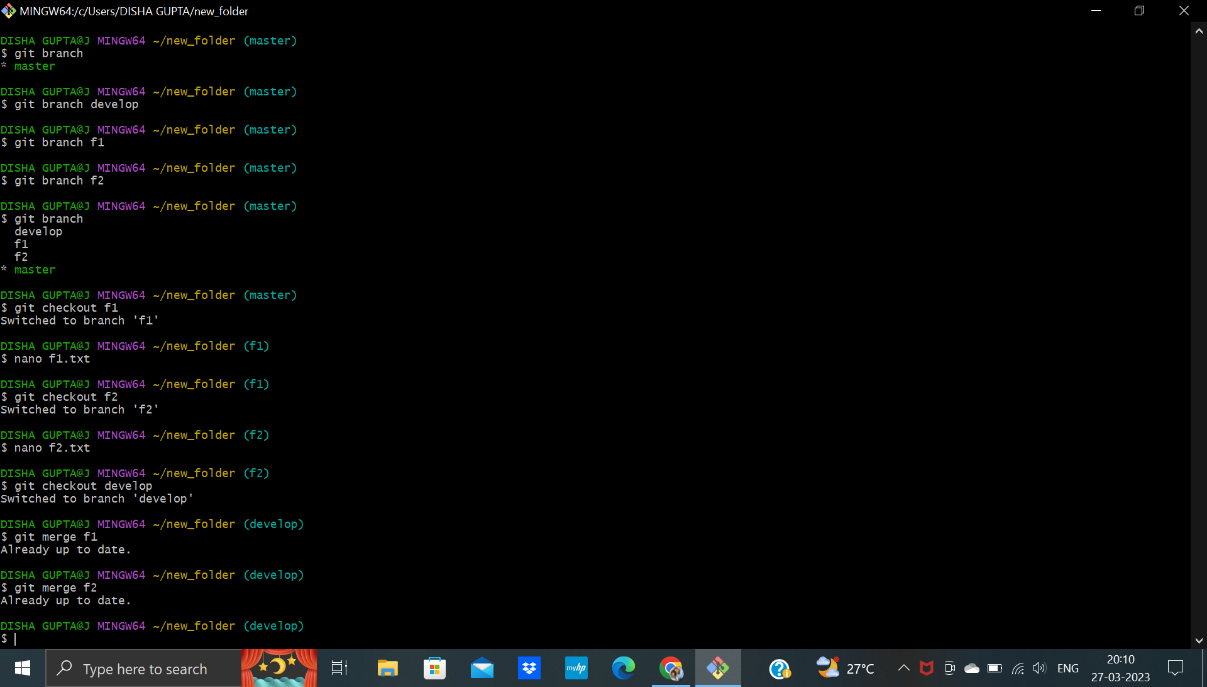 MINGW64:/c/Users/DISHA GUPTA/new_folder
DISHA GUPTA@J MINGW64 ~/new_folder (master)
$ git branch
* master
DISHA GUPTA@J MINGW64 ~/new_folder (master)
$ git branch develop
DISHA GUPTA@J MINGW64 ~/new_folder (master)
$ git branch f1
DISHA GUPTA@J MINGW64 ~/new_folder (master)
$ git branch f2
DISHA GUPTA@J MINGW64 ~/new_folder (master)
$ git branch
develop
f1
f2
* master
DISHA GUPTA@J MINGW64 ~/new_folder (master)
$ git checkout f1
Switched to branch 'f1'
DISHA GUPTA@J MINGW64 ~/new_folder (f1)
$ nano f1.txt
DISHA GUPTA@J MINGW64 ~/new_folder (f1)
$ git checkout f2
Switched to branch 'f2'
DISHA GUPTA@J MINGW64 ~/new_folder (f2)
$ nano f2.txt
DISHA GUPTA@J MINGW64 ~/new_folder (f2)
$ git checkout develop
Switched to branch 'develop'
DISHA GUPTA@J MINGW64 ~/new_folder (develop)
$ git merge f1
Already up to date.
DISHA GUPTA@J MINGW64 ~/new_folder (develop)
$ git merge f2
Already up to date.
DISHA GUPTA@J MINGW64 ~/new_folder (develop)
$
Type here to search
myhp
27°C
ENG
20:10
27-03-2023